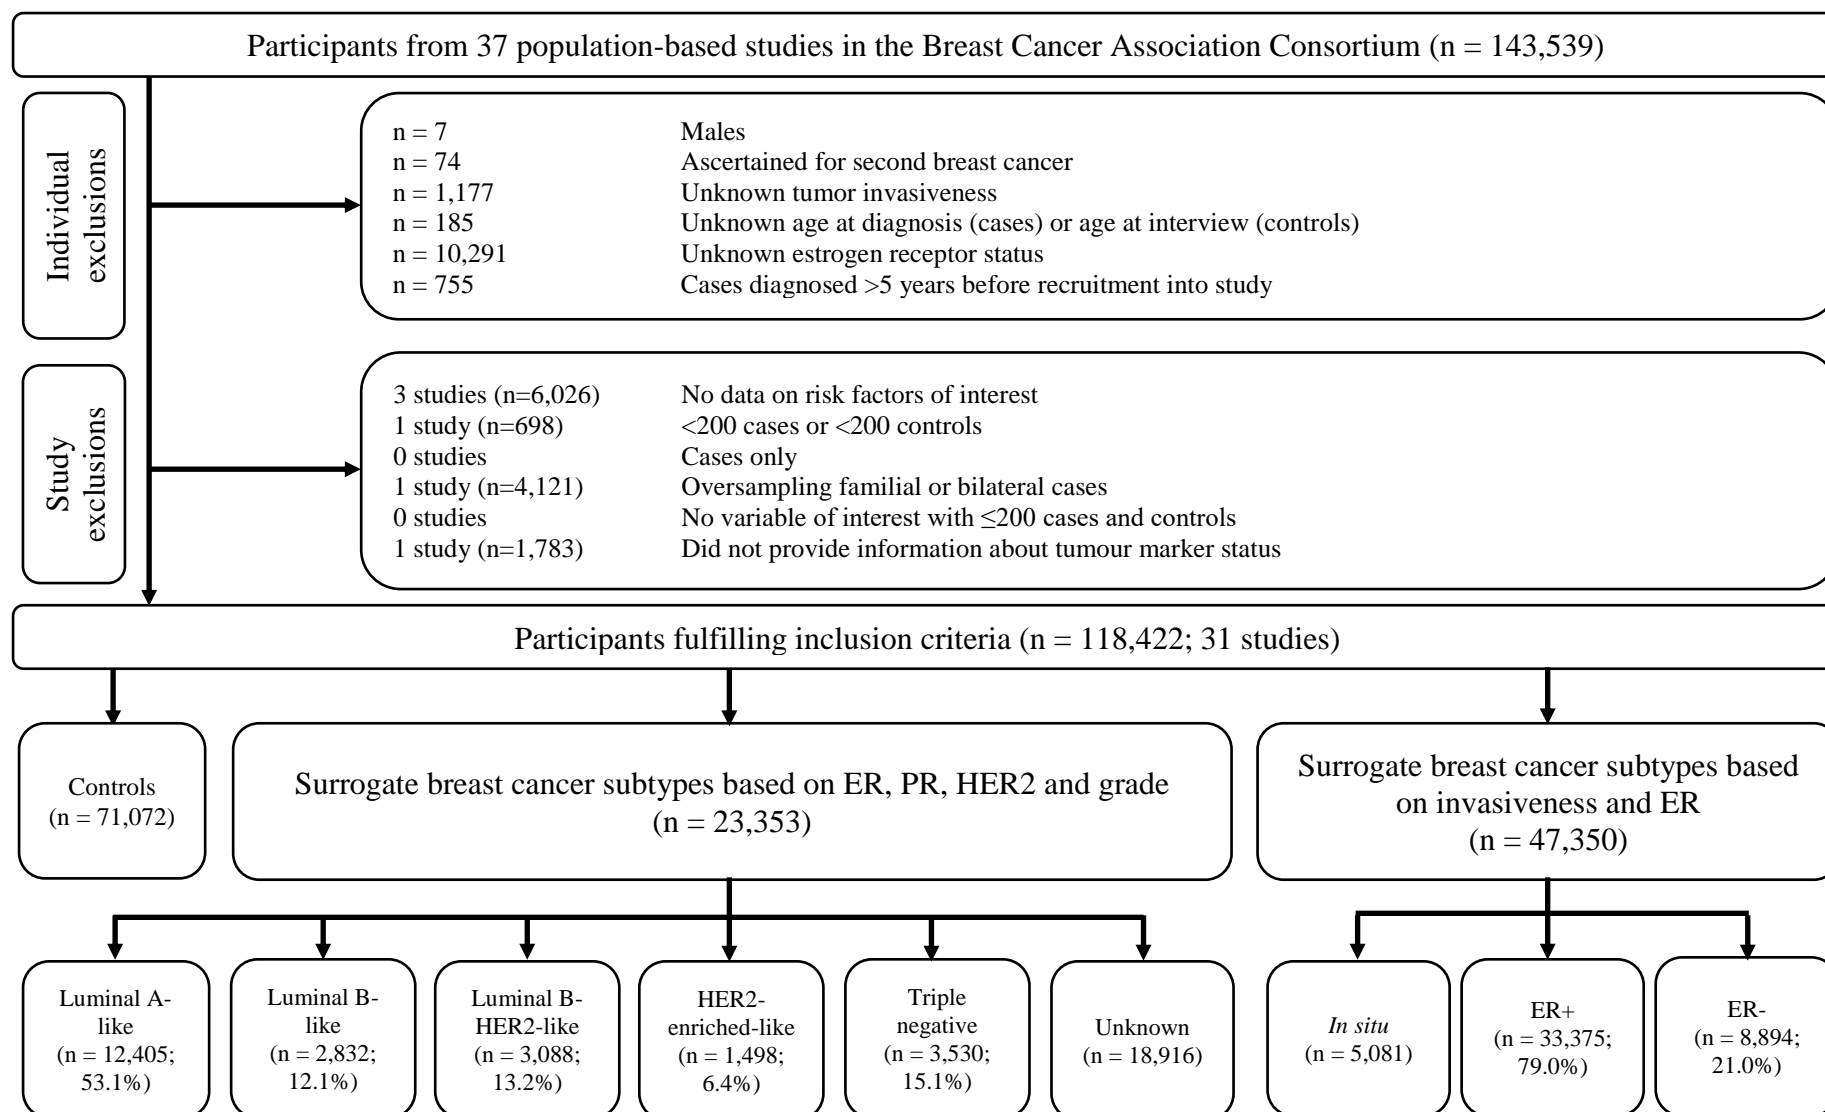 Participants from 37 population-based studies in the Breast Cancer Association Consortium (n = 143,539)
Individual
exclusions
n = 7 Males
n = 74 Ascertained for second breast cancer
n = 1,177 Unknown tumor invasiveness
n = 185 Unknown age at diagnosis (cases) or age at interview (controls)
n = 10,291 Unknown estrogen receptor status
n = 755 Cases diagnosed >5 years before recruitment into study
Study
exclusions
3 studies (n=6,026) No data on risk factors of interest
1 study (n=698) <200 cases or <200 controls
0 studies Cases only
1 study (n=4,121) Oversampling familial or bilateral cases
0 studies No variable of interest with ≤200 cases and controls
1 study (n=1,783) Did not provide information about tumour marker status
Participants fulfilling inclusion criteria (n = 118,422; 31 studies)
Controls
(n = 71,072)
Surrogate breast cancer subtypes based on ER, PR, HER2 and grade
(n = 23,353)
Surrogate breast cancer subtypes based
on invasiveness and ER
(n = 47,350)
Luminal A-
like
(n = 12,405;
53.1%)
Luminal B-
like
(n = 2,832;
12.1%)
Luminal B-
HER2-like
(n = 3,088;
13.2%)
HER2-
enriched-like
(n = 1,498;
6.4%)
Triple
negative
(n = 3,530;
15.1%)
Unknown
(n = 18,916)
In situ
(n = 5,081)
ER+
(n = 33,375;
79.0%)
ER-
(n = 8,894;
21.0%)